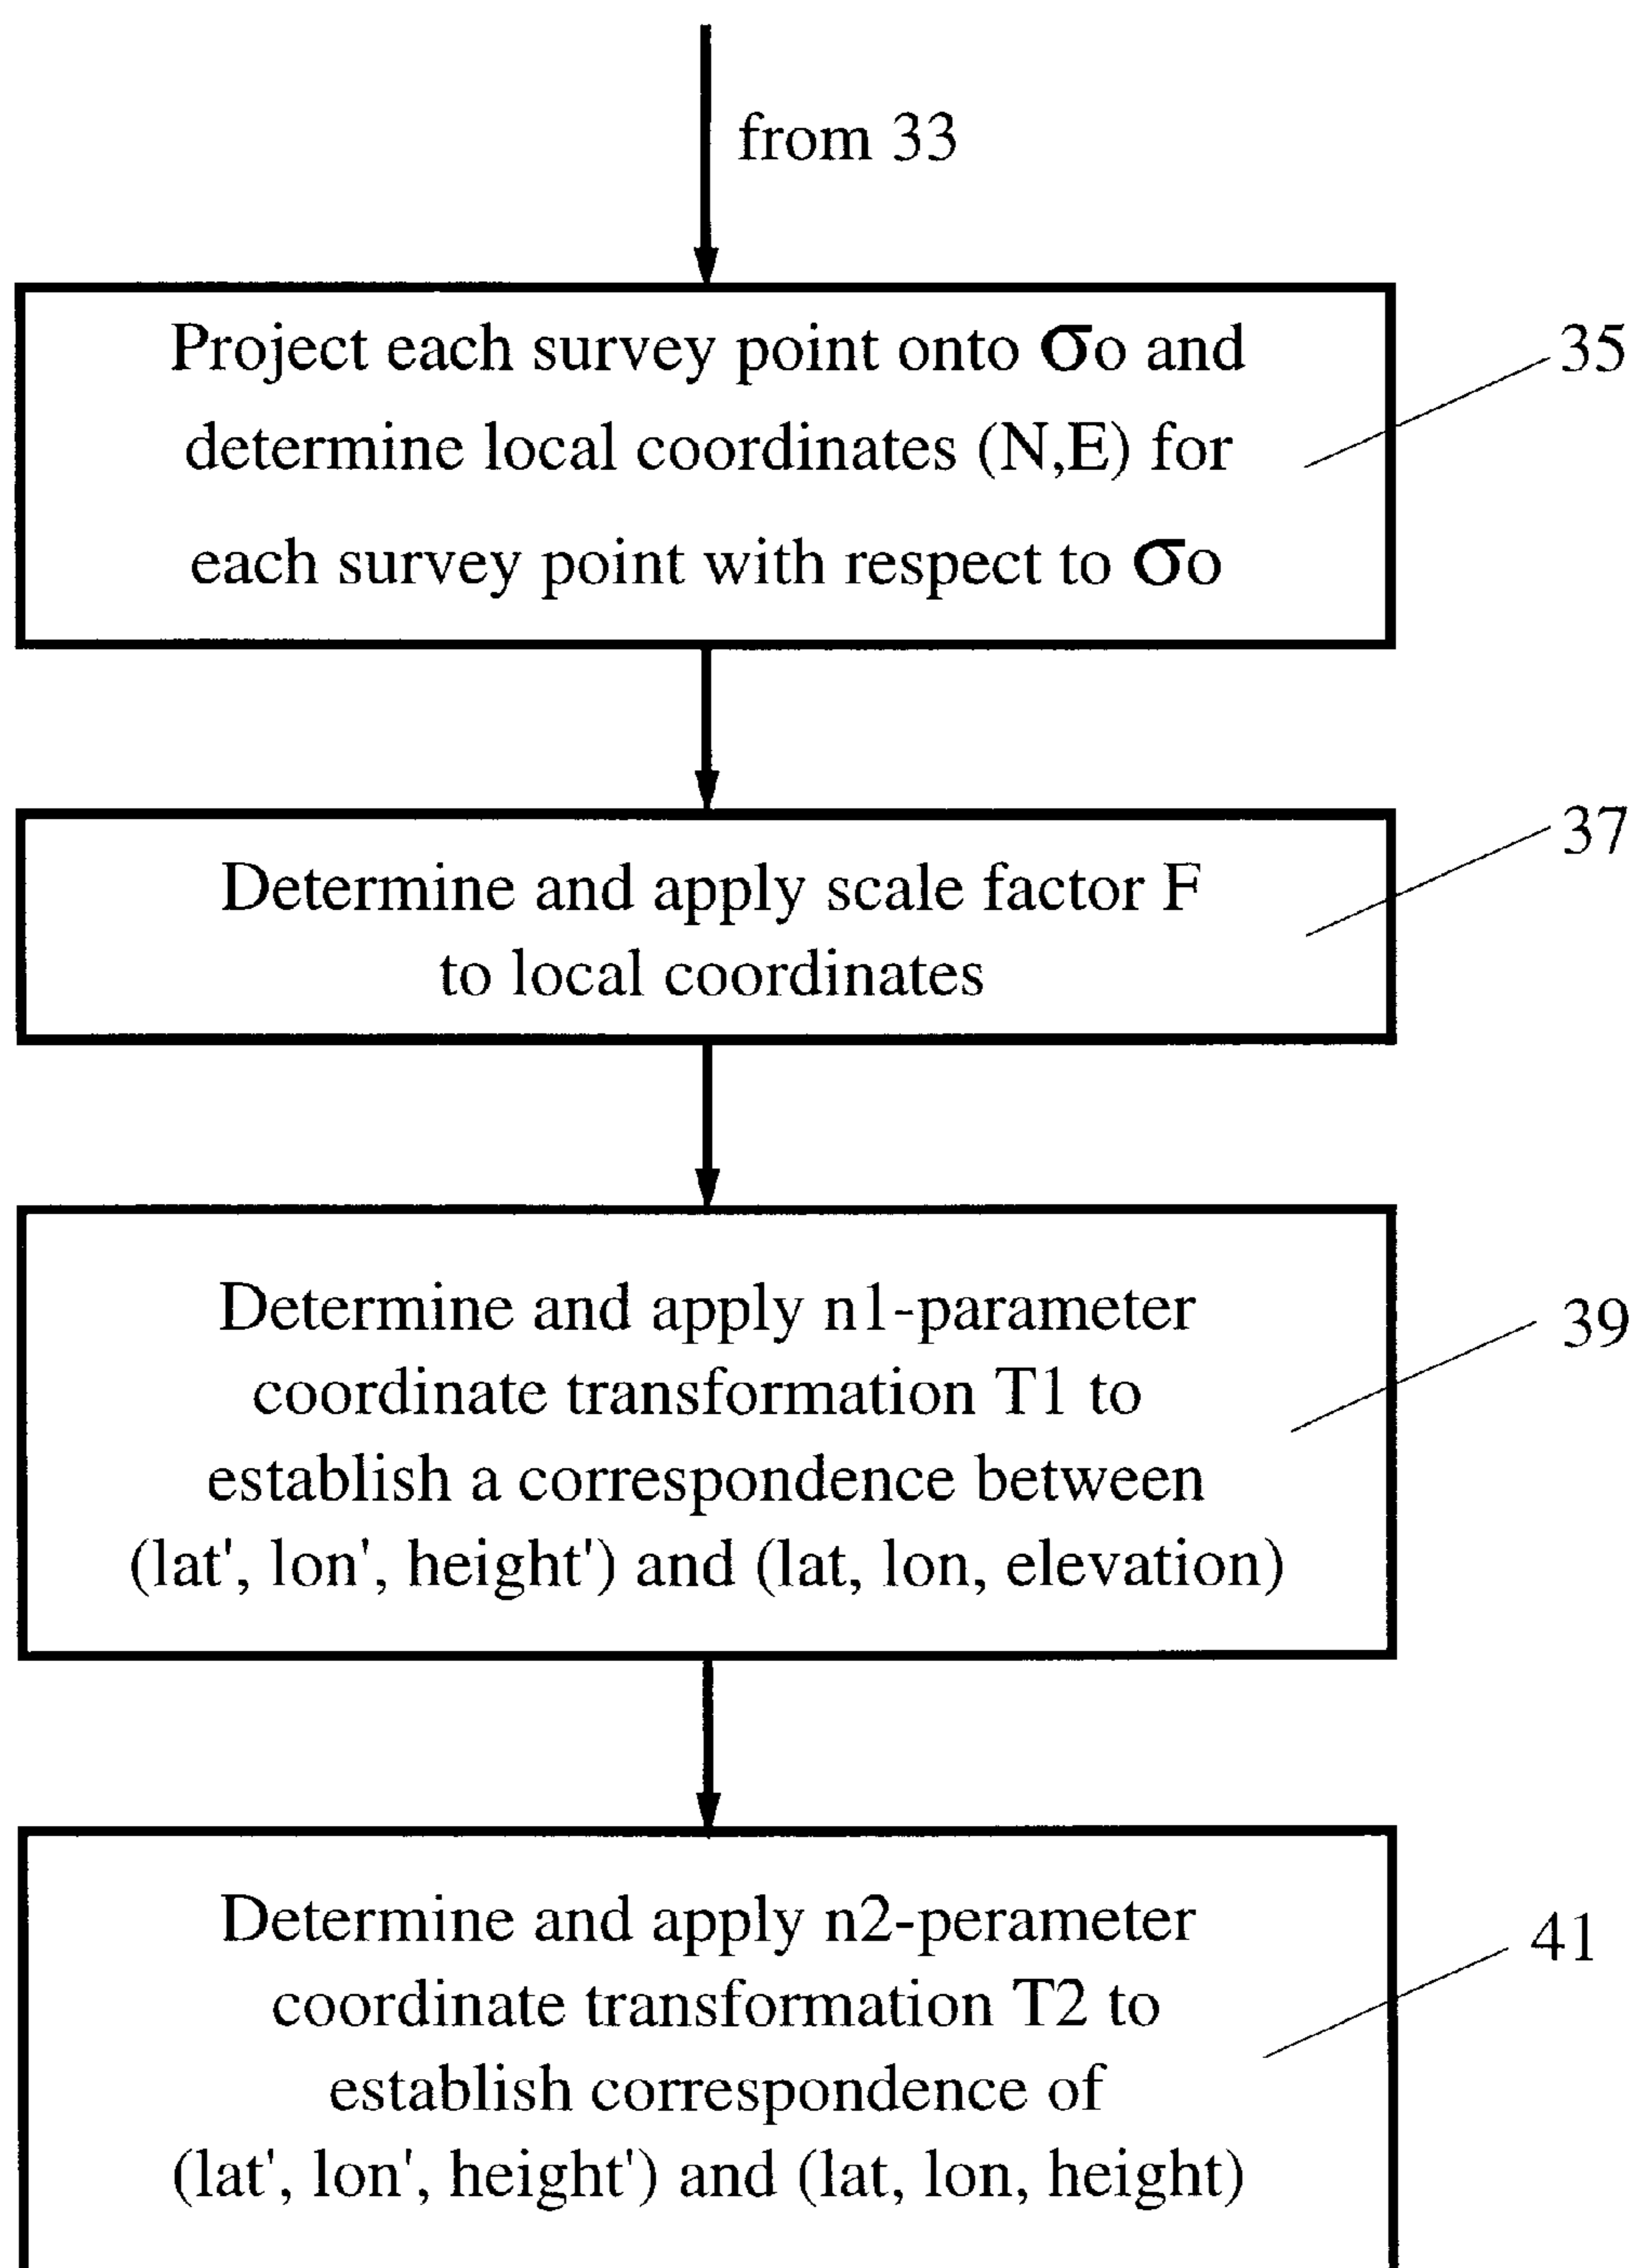 from 33
Project each survey point onto σo and
determine local coordinates (N,E) for
each survey point with respect to σo
35
Determine and apply scale factor F
to local coordinates
37
Determine and apply n1-parameter
coordinate transformation T1 to
establish a correspondence between
(lat', lon', height') and (lat, lon, elevation)
39
Determine and apply n2-perameter
coordinate transformation T2 to
establish correspondence of
(lat', lon', height') and (lat, lon, height)
41